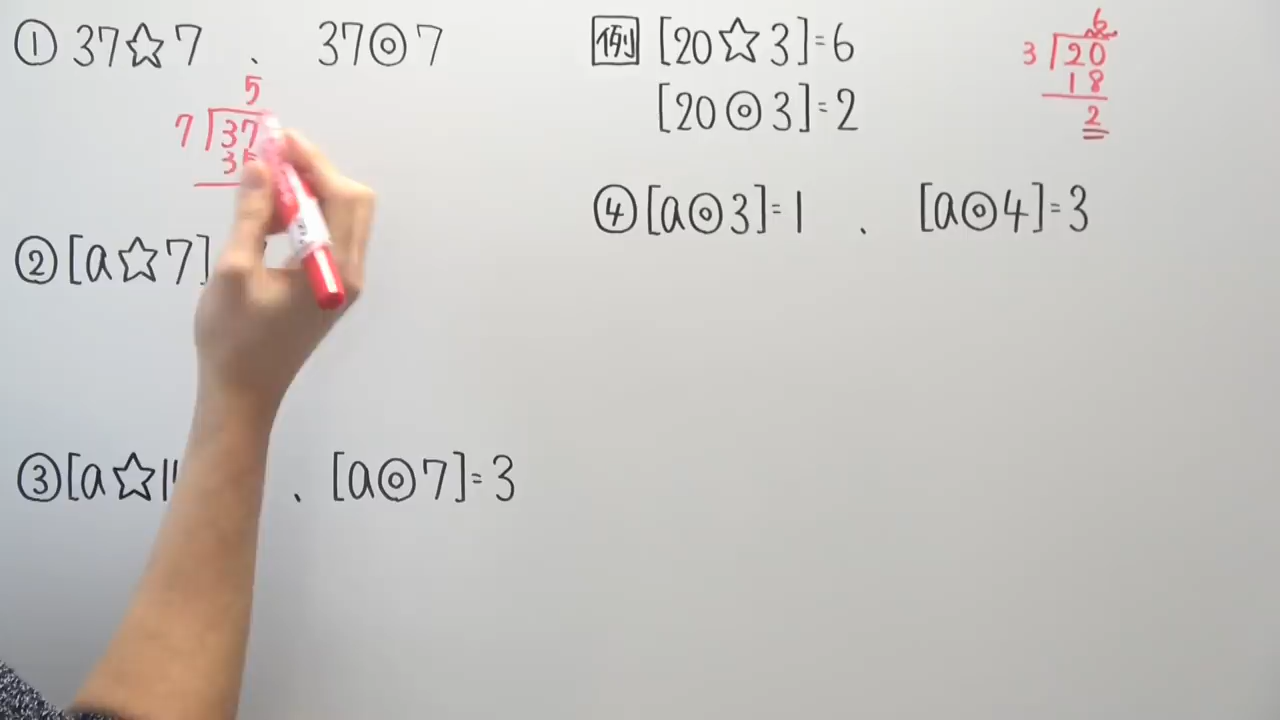 ① 37☆7 、 37◎7
5
7 37
3
② [a☆7]
③ [a☆1 、 [a◎7]=3
例 [20☆3]=6
[20◎3]=2
6
3 20
18
2
④ [a◎3]=1 、 [a◎4]=3